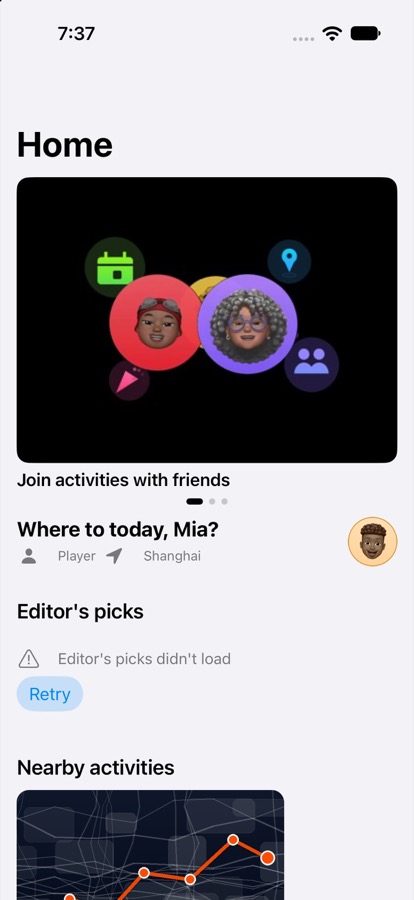 7:37
Home
Join activities with friends
Where to today, Mia?
Player Shanghai
Editor's picks
Editor's picks didn't load
Retry
Nearby activities